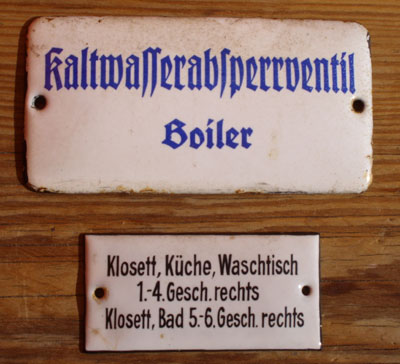 Kaltwaſſerabſperrventil
Boiler
Klosett, Küche, Waschtisch
1.-4. Gesch. rechts
Klosett, Bad 5.-6. Gesch. rechts